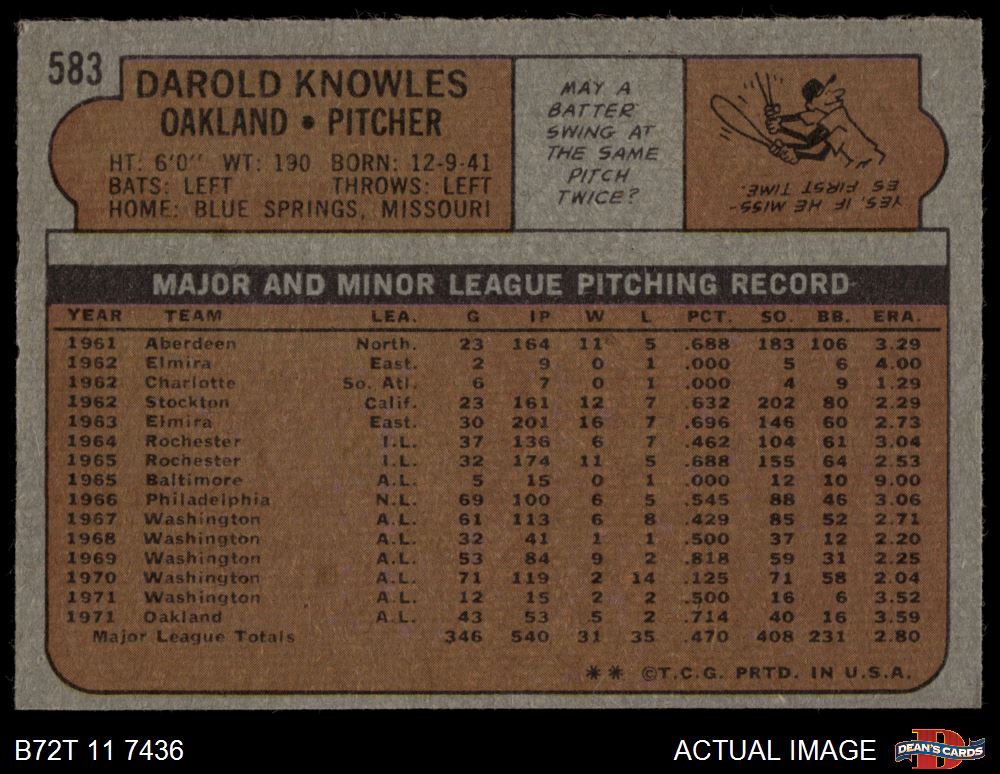 583
DAROLD KNOWLES
OAKLAND • PITCHER
HT: 6'0" WT: 190 BORN: 12-9-41
BATS: LEFT THROWS: LEFT
HOME: BLUE SPRINGS, MISSOURI
MAY A
BATTER
SWING AT
THE SAME
PITCH
TWICE?
YES, IF HE MISS-
ES FIRST TIME.
MAJOR AND MINOR LEAGUE PITCHING RECORD
YEAR TEAM LEA. G IP W L PCT. SO. BB. ERA.
1961 Aberdeen North. 23 164 11 5 .688 183 106 3.29
1962 Elmira East. 2 9 0 1 .000 5 6 4.00
1962 Charlotte So. Atl. 6 7 0 1 .000 4 9 1.29
1962 Stockton Calif. 23 161 12 7 .632 202 80 2.29
1963 Elmira East. 30 201 16 7 .696 146 60 2.73
1964 Rochester I.L. 37 136 6 7 .462 104 61 3.04
1965 Rochester I.L. 32 174 11 5 .688 155 64 2.53
1965 Baltimore A.L. 5 15 0 1 .000 12 10 9.00
1966 Philadelphia N.L. 69 100 6 5 .545 88 46 3.06
1967 Washington A.L. 61 113 6 8 .429 85 52 2.71
1968 Washington A.L. 32 41 1 1 .500 37 12 2.20
1969 Washington A.L. 53 84 9 2 .818 59 31 2.25
1970 Washington A.L. 71 119 2 14 .125 71 58 2.04
1971 Washington A.L. 12 15 2 2 .500 16 6 3.52
1971 Oakland A.L. 43 53 5 2 .714 40 16 3.59
Major League Totals 346 540 31 35 .470 408 231 2.80
** ©T.C.G. PRTD. IN U.S.A.
B72T 11 7436
ACTUAL IMAGE
D
DEAN'S CARDS